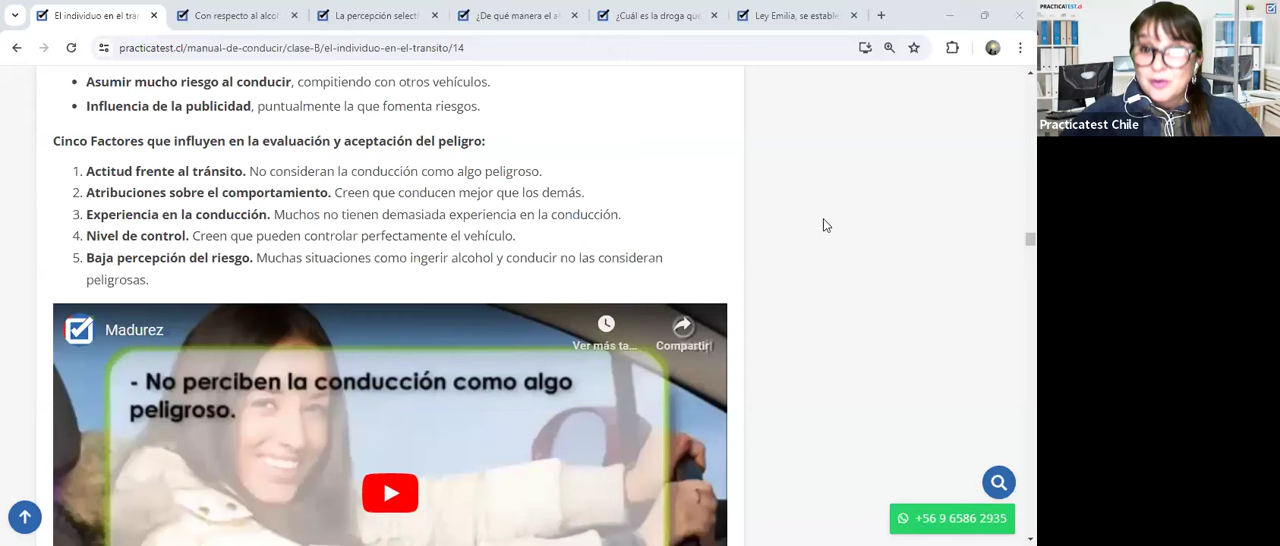 El individuo en el trán
Con respecto al alcoh
La percepción selecti
¿De qué manera el al
¿Cuál es la droga que
Ley Emilia, se estable
practicatest.cl/manual-de-conducir/clase-B/el-individuo-en-el-transito/14
PRACTICATEST.cl
Practicatest Chile
• Asumir mucho riesgo al conducir, compitiendo con otros vehículos.
• Influencia de la publicidad, puntualmente la que fomenta riesgos.
Cinco Factores que influyen en la evaluación y aceptación del peligro:
1. Actitud frente al tránsito. No consideran la conducción como algo peligroso.
2. Atribuciones sobre el comportamiento. Creen que conducen mejor que los demás.
3. Experiencia en la conducción. Muchos no tienen demasiada experiencia en la conducción.
4. Nivel de control. Creen que pueden controlar perfectamente el vehículo.
5. Baja percepción del riesgo. Muchas situaciones como ingerir alcohol y conducir no las consideran
peligrosas.
Madurez
Ver más ta...
Compartir
- No perciben la conducción como algo
peligroso.
+56 9 6586 2935